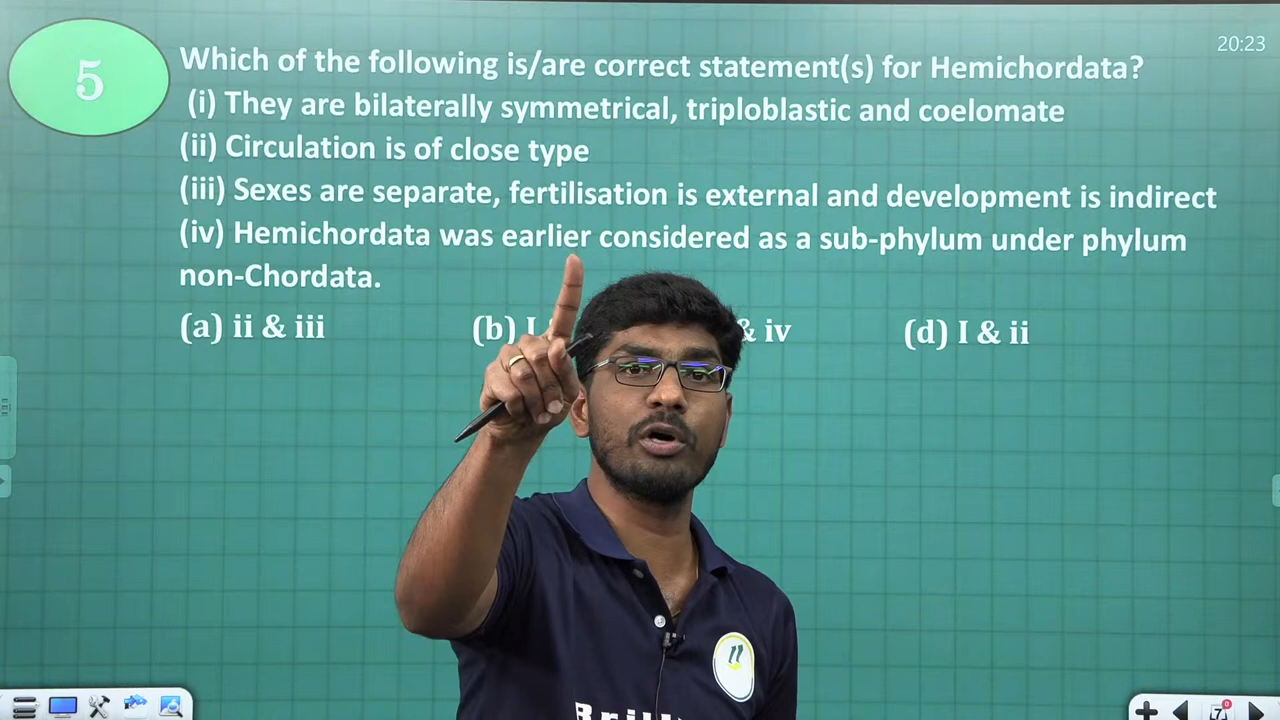 5
20:23
Which of the following is/are correct statement(s) for Hemichordata?
(i) They are bilaterally symmetrical, triploblastic and coelomate
(ii) Circulation is of close type
(iii) Sexes are separate, fertilisation is external and development is indirect
(iv) Hemichordata was earlier considered as a sub-phylum under phylum
non-Chordata.
(a) ii & iii (b) I & iv (d) I & ii